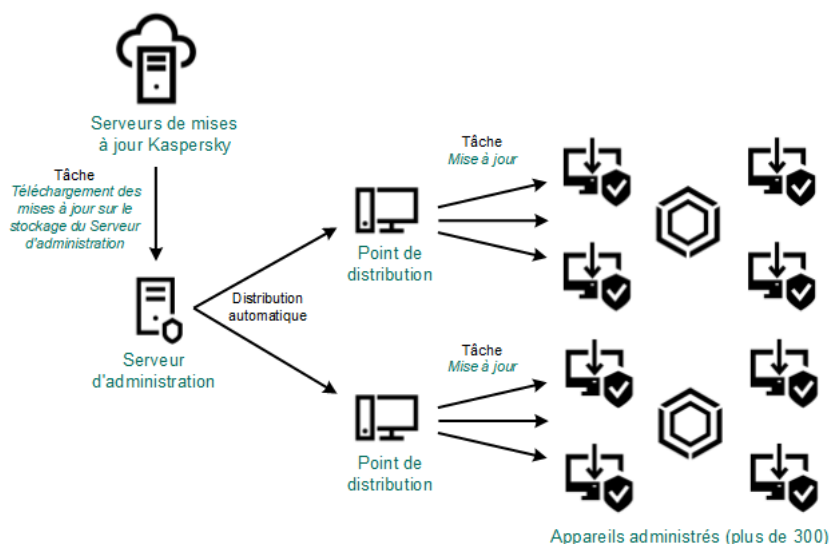 Serveurs de mises
à jour Kaspersky
Tâche
Téléchargement des
mises à jour sur le
stockage du Serveur
d'administration
Serveur
d'administration
Distribution
automatique
Point de
distribution
Tâche
Mise à jour
Point de
distribution
Tâche
Mise à jour
Appareils administrés (plus de 300)